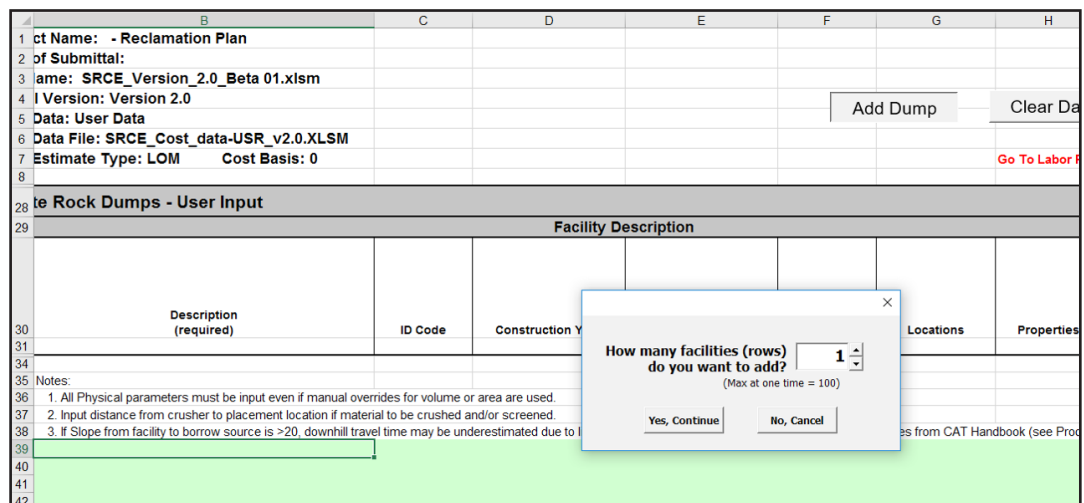 B C D E F G H
1 ct Name: - Reclamation Plan
2 of Submittal:
3 lame: SRCE_Version_2.0_Beta 01.xlsm
4 l Version: Version 2.0
Add Dump Clear Da
5 Data: User Data
6 Data File: SRCE_Cost_data-USR_v2.0.XLSM
7 Estimate Type: LOM Cost Basis: 0 Go To Labor
8
28 te Rock Dumps - User Input
29 Facility Description
30 Description
(required) ID Code Construction Y Locations Properties
31
34
35 Notes:
36 1. All Physical parameters must be input even if manual overrides for volume or area are used.
37 2. Input distance from crusher to placement location if material to be crushed and/or screened.
38 3. If Slope from facility to borrow source is >20, downhill travel time may be underestimated due to es from CAT Handbook (see Proc
39
40
41
42
How many facilities (rows)
do you want to add? 1
(Max at one time = 100)
Yes, Continue No, Cancel